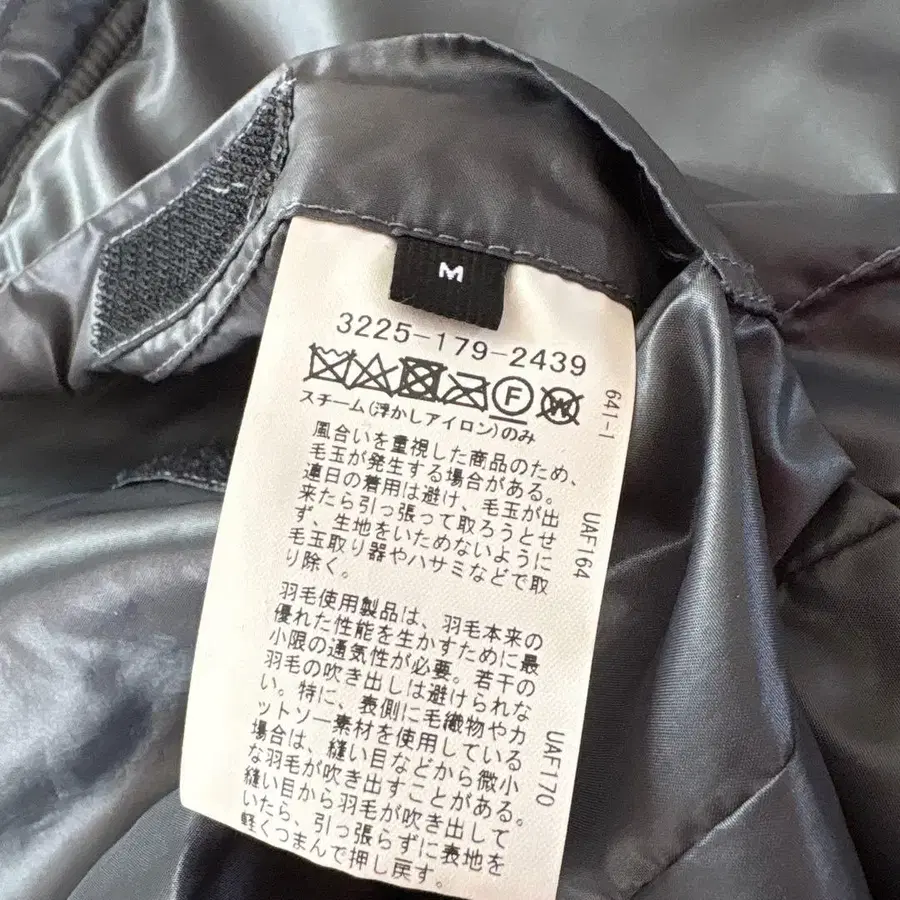 M
3225-179-2439
F
W
スチーム(浮かしアイロン)のみ
風合いを重視した商品のため、
毛玉が発生する場合がある。
連日の着用は避け、毛玉が出
来たら引っ張って取ろうとせ
ず、生地をいためないように
毛玉取り器やハサミなどで取
り除く。
羽毛使用製品は、羽毛本来の
優れた性能を生かすために最
小限の通気性が必要。若干の
羽毛の吹き出しは避けられな
い。特に、表側に毛織物やカ
ットソー素材を使用している
場合は、縫い目などから微小
な羽毛が吹き出すことがある。
縫い目から羽毛が吹き出して
いたら、引っ張らずに表地を
軽くつまんで押し戻す。
641-1
UAF164
UAF170